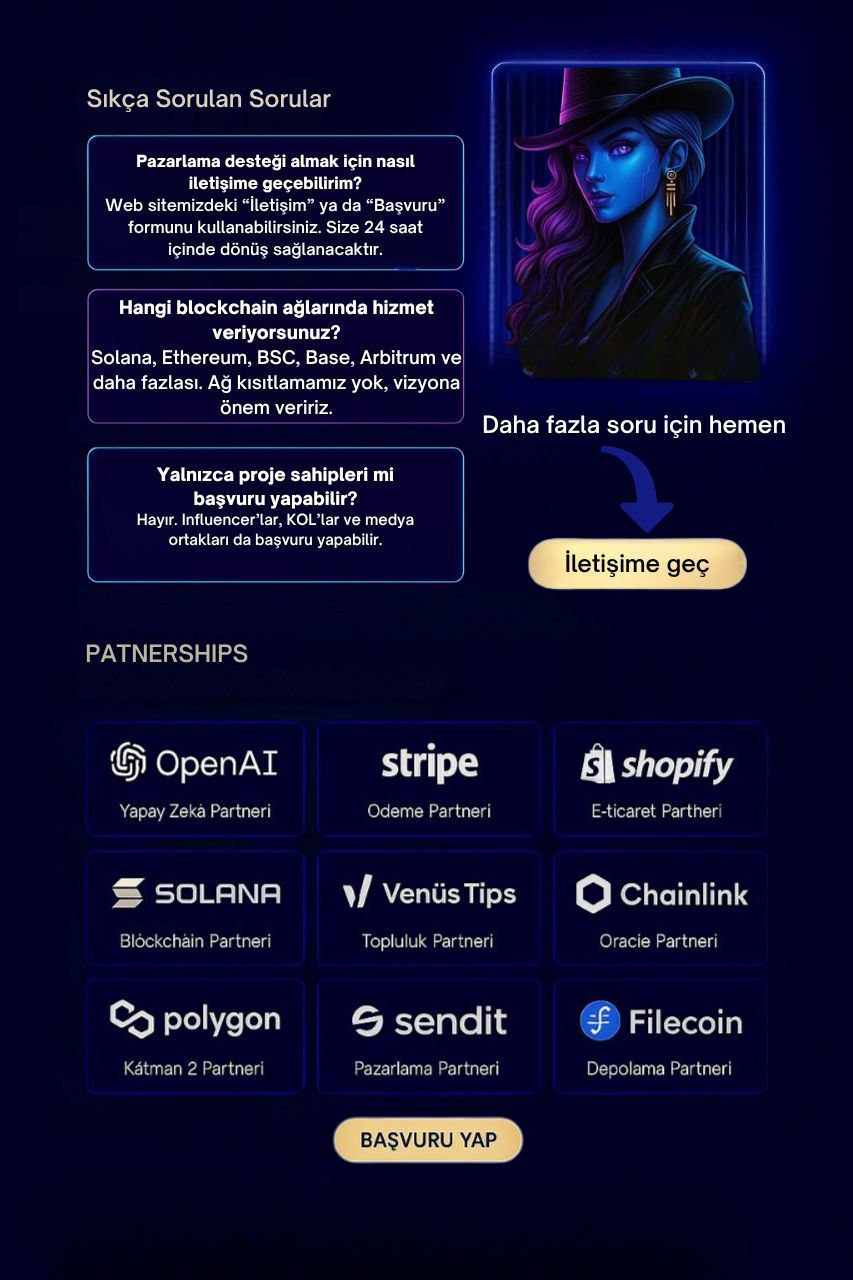 Sıkça Sorulan Sorular
Pazarlama desteği almak için nasıl
iletişime geçebilirim?
Web sitemizdeki “İletişim” ya da “Başvuru”
formunu kullanabilirsiniz. Size 24 saat
içinde dönüş sağlanacaktır.
Hangi blockchain ağlarında hizmet
veriyorsunuz?
Solana, Ethereum, BSC, Base, Arbitrum ve
daha fazlası. Ağ kısıtlamamız yok, vizyona
önem veririz.
Yalnızca proje sahipleri mi
başvuru yapabilir?
Hayır. Influencer’lar, KOL’lar ve medya
ortakları da başvuru yapabilir.
Daha fazla soru için hemen
İletişime geç
PATNERSHIPS
OpenAI
Yapay Zekȧ Partneri
stripe
Odeme Partneri
shopify
E-ticaret Partheri
SOLANA
Blóckchȧin Partneri
Venüs Tips
Topluluk Partneri
Chainlink
Oracie Partneri
polygon
Kátman 2 Partneri
sendit
Pazarlama Partneri
Filecoin
Depolama Partneri
BAŞVURU YAP